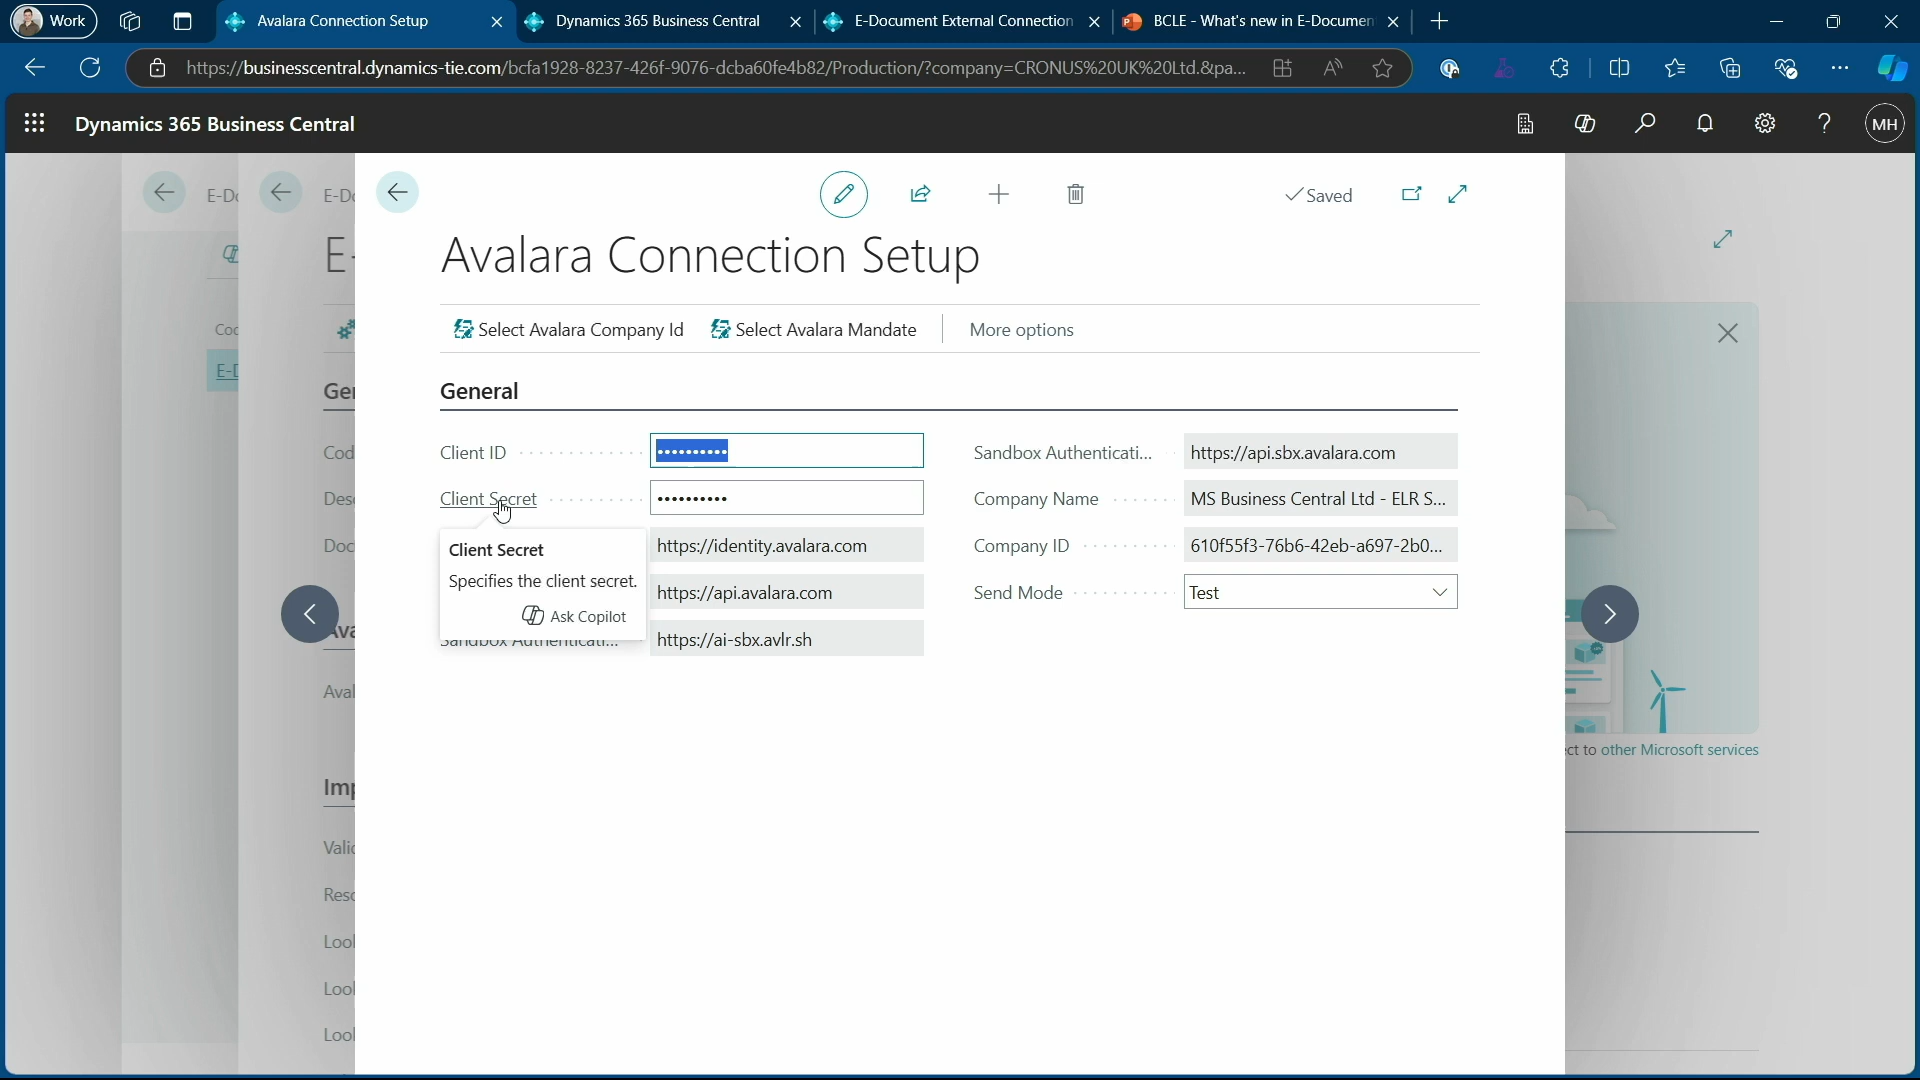 Work
Avalara Connection Setup
Dynamics 365 Business Central
E-Document External Connection
BCLE - What's new in E-Documen
https://businesscentral.dynamics-tie.com/bcfa1928-8237-426f-9076-dcba60fe4b82/Production/?company=CRONUS%20UK%20Ltd.&pa...
Dynamics 365 Business Central
MH
Saved
Avalara Connection Setup
Select Avalara Company Id
Select Avalara Mandate
More options
General
Client ID
••••••••••
Client Secret
••••••••••
Client Secret
Specifies the client secret.
Ask Copilot
https://identity.avalara.com
https://api.avalara.com
Sandbox Authenticati...
https://ai-sbx.avlr.sh
Sandbox Authenticati...
https://api.sbx.avalara.com
Company Name
MS Business Central Ltd - ELR S...
Company ID
610f55f3-76b6-42eb-a697-2b0...
Send Mode
Test
ct to other Microsoft services